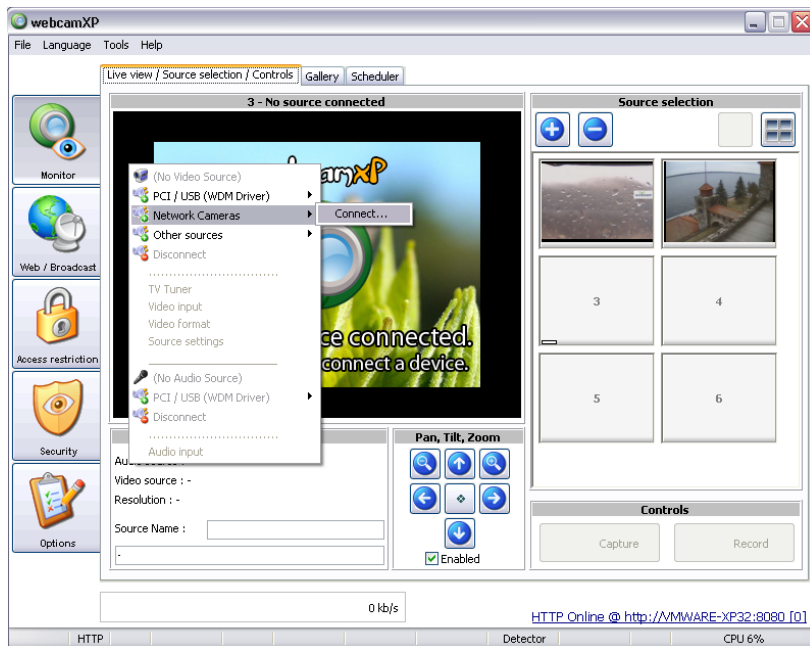 webcamXP
File Language Tools Help
Live view / Source selection / Controls Gallery Scheduler
3 - No source connected
Source selection
Monitor
Web / Broadcast
Access restriction
Security
Options
(No Video Source)
PCI / USB (WDM Driver)
Network Cameras
Connect...
Other sources
Disconnect
TV Tuner
Video input
Video format
Source settings
(No Audio Source)
PCI / USB (WDM Driver)
Disconnect
Audio input
amXP
ce connected.
connect a device.
3 4
5 6
Video source : -
Resolution : -
Source Name :
-
Pan, Tilt, Zoom
Enabled
Controls
Capture Record
0 kb/s
HTTP Online @ http://VMWARE-XP32:8080 [0]
HTTP Detector CPU 6%